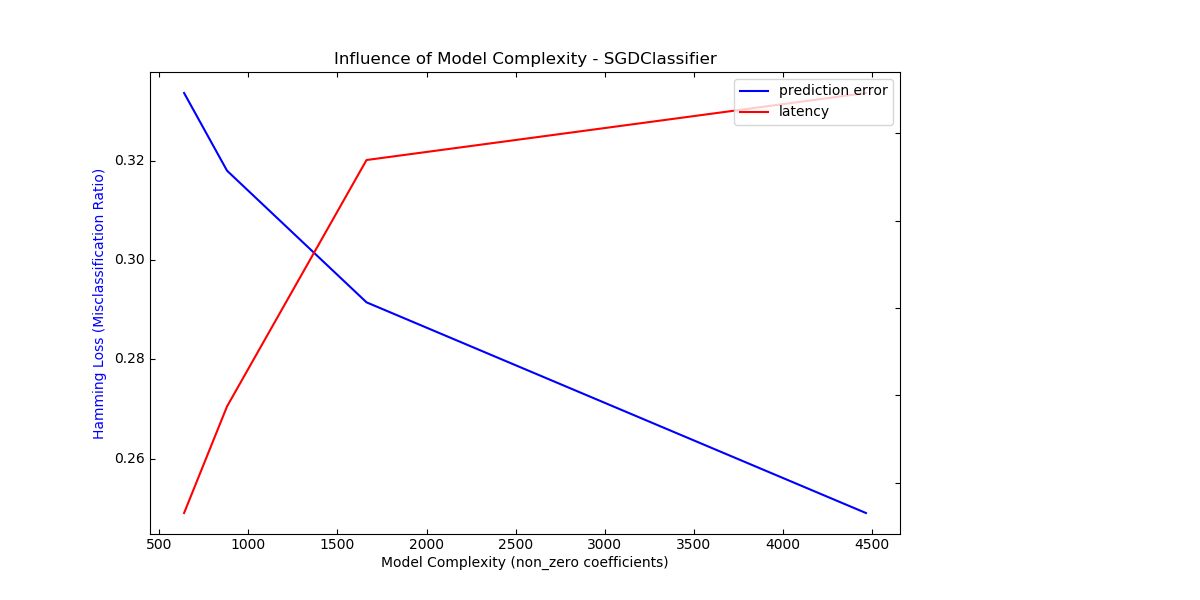 Influence of Model Complexity - SGDClassifier
prediction error
latency
0.32
0.30
0.28
0.26
Hamming Loss (Misclassification Ratio)
500 1000 1500 2000 2500 3000 3500 4000 4500
Model Complexity (non_zero coefficients)